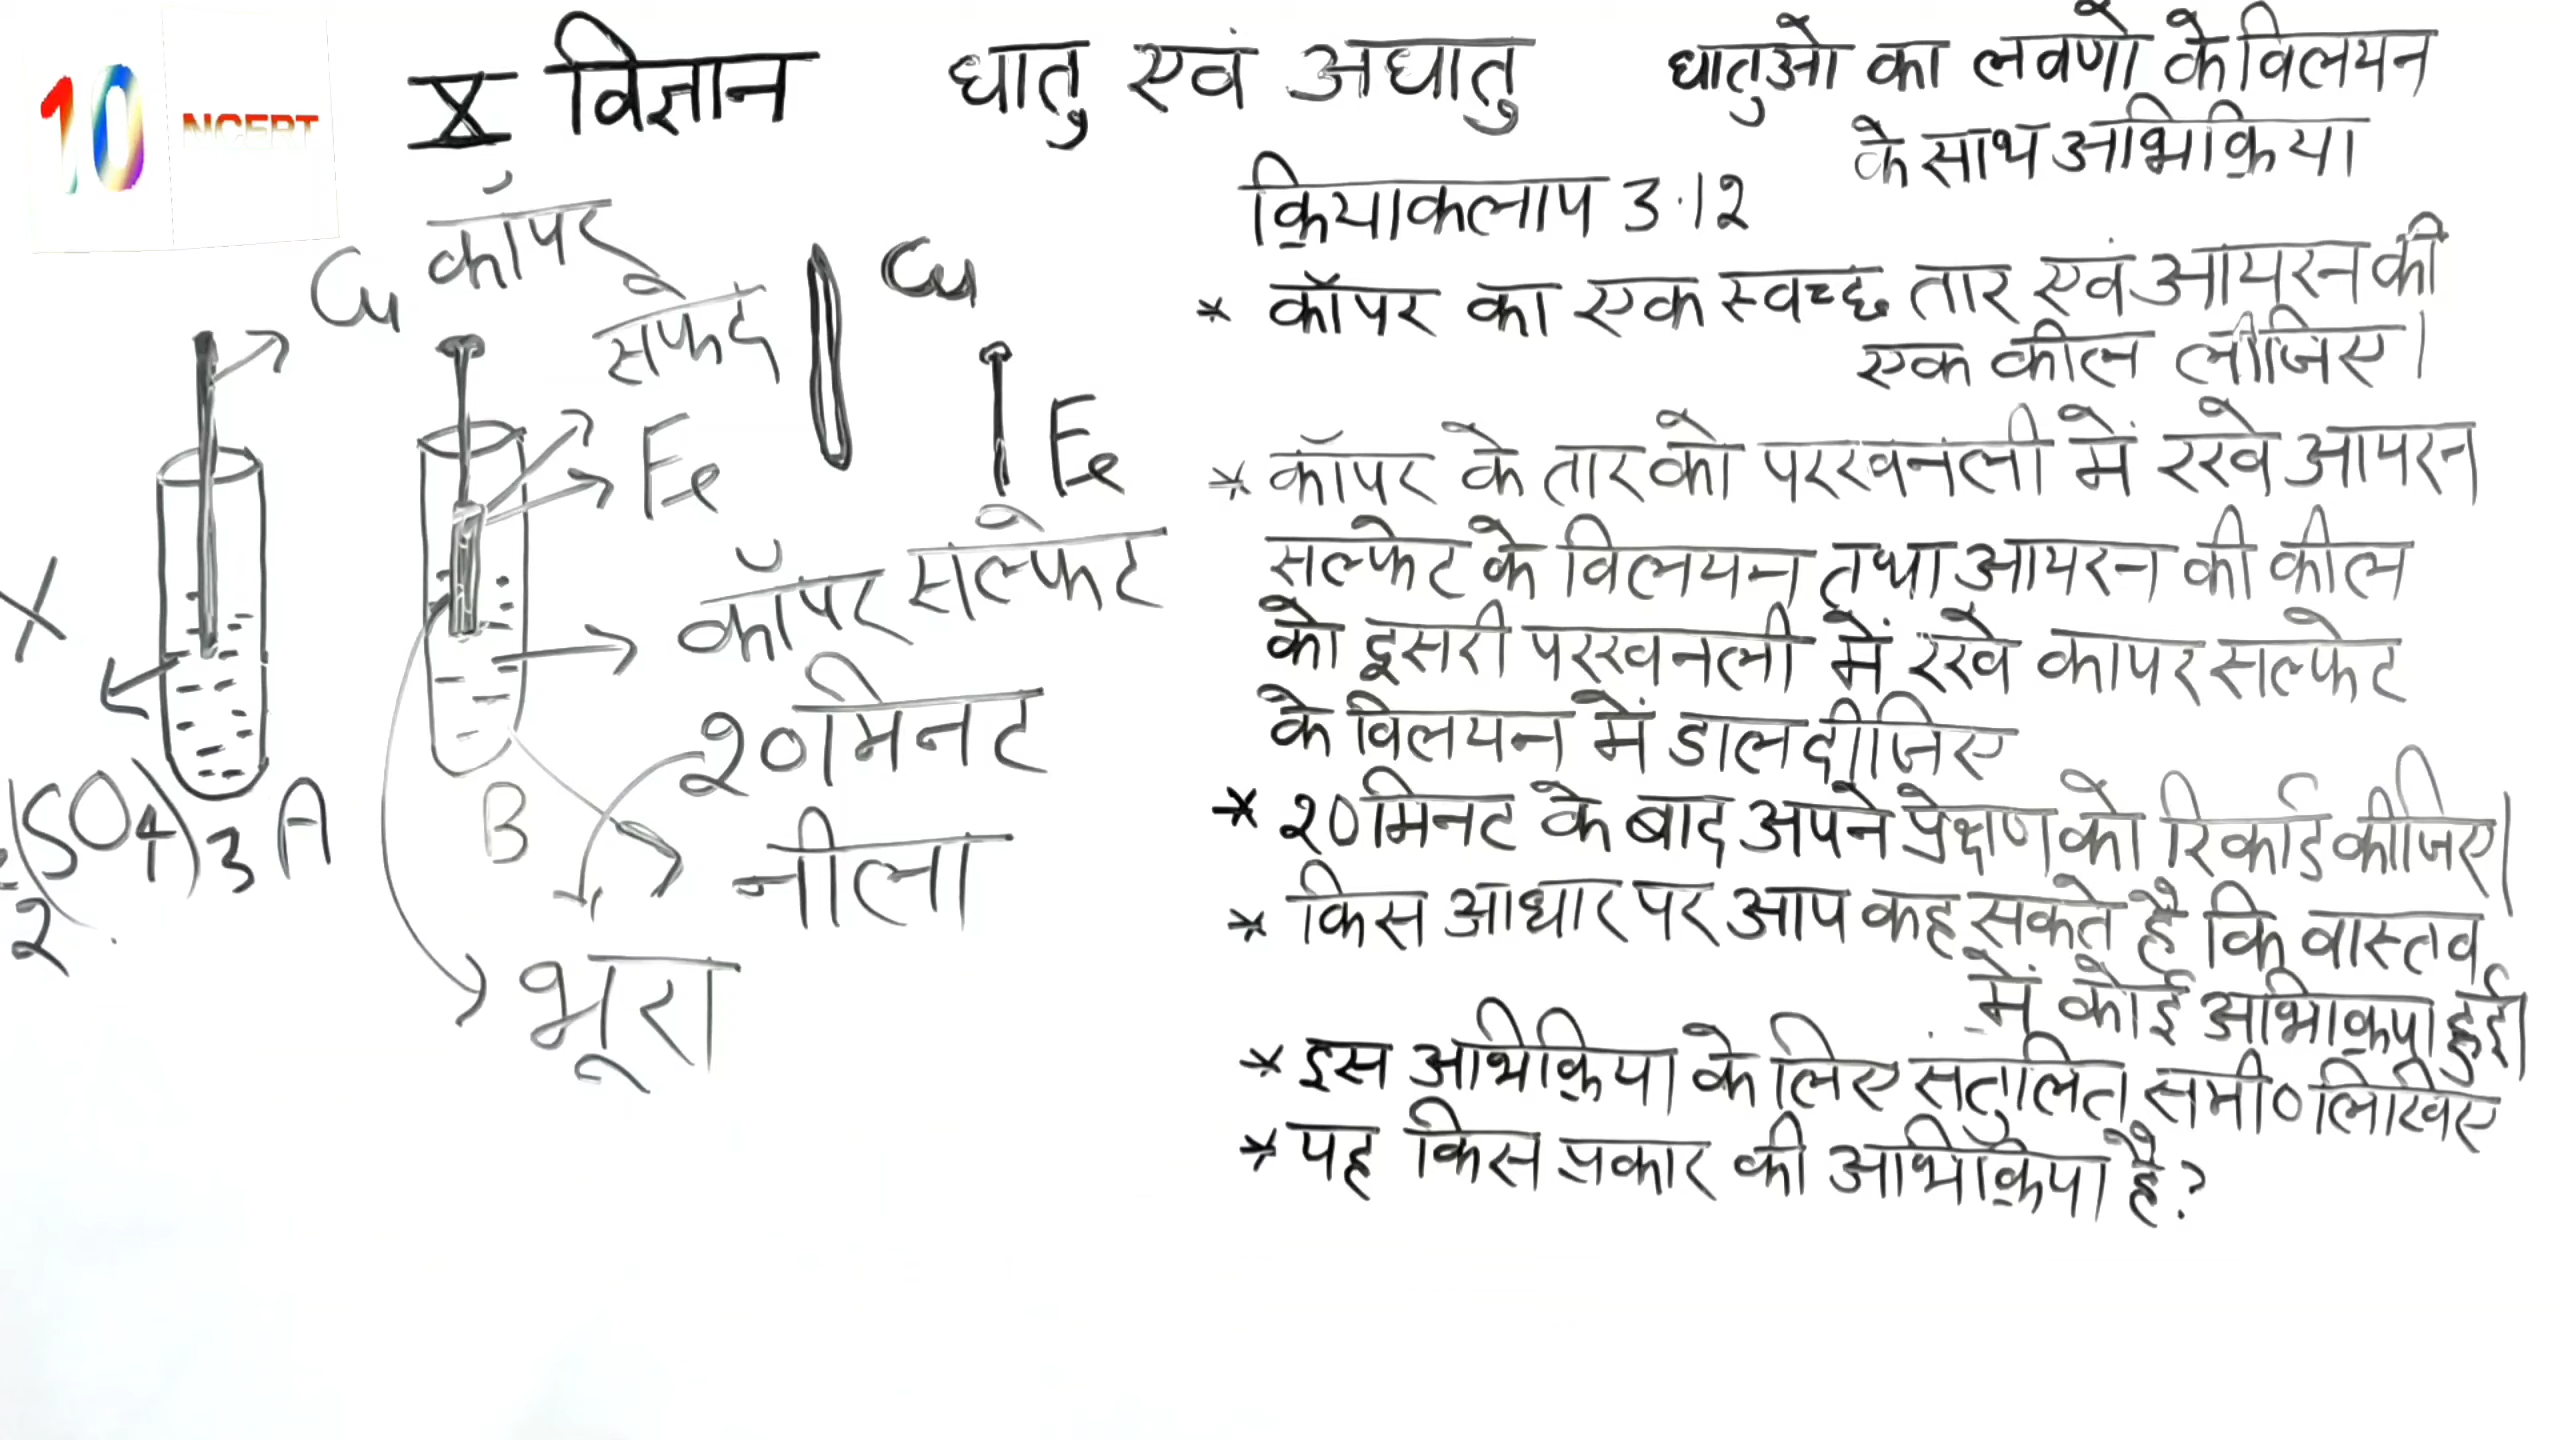 10 NCERT
X विज्ञान धातु एवं अधातु धातुओ का लवणो के विलयन
के साथ अभिक्रिया
क्रियाकलाप 3.12
* कॉपर का एक स्वच्छ तार एवं आयरन की
एक कील लीजिए।
* कॉपर के तार को परखनली में रखे आयरन
सल्फेट के विलयन तथा आयरन की कील
को दूसरी परखनली में रखे कापर सल्फेट
के विलयन में डाल दीजिए
* २० मिनट के बाद अपने प्रेक्षण को रिकार्ड कीजिए।
* किस आधार पर आप कह सकते है कि वास्तव
में कोई अभिक्रिया हुई।
* इस अभिक्रिया के लिए संतुलित समी० लिखिए
* यह किस प्रकार की अभिक्रिया है?
Cu कॉपर
सफेद
Cu
Fe
Fe
कॉपर सल्फेट
२० मिनट
नीला
भूरा
X
(SO4)3
2
A
B